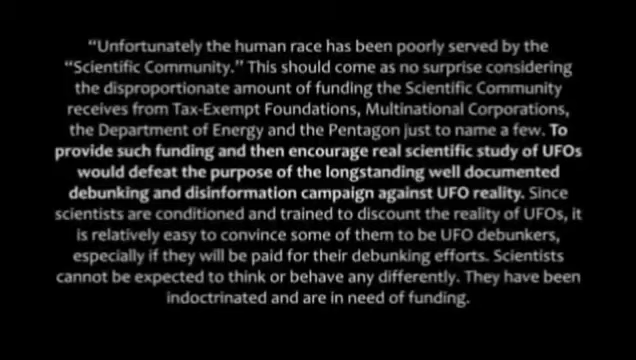 “Unfortunately the human race has been poorly served by the
“Scientific Community.” This should come as no surprise considering
the disproportionate amount of funding the Scientific Community
receives from Tax-Exempt Foundations, Multinational Corporations,
the Department of Energy and the Pentagon just to name a few. To
provide such funding and then encourage real scientific study of UFOs
would defeat the purpose of the longstanding well documented
debunking and disinformation campaign against UFO reality. Since
scientists are conditioned and trained to discount the reality of UFOs, it
is relatively easy to convince some of them to be UFO debunkers,
especially if they will be paid for their debunking efforts. Scientists
cannot be expected to think or behave any differently. They have been
indoctrinated and are in need of funding.